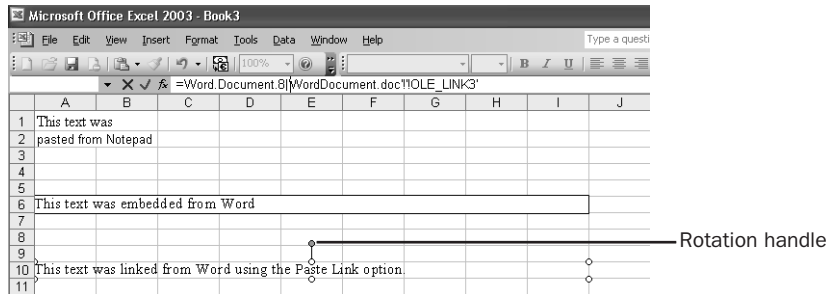 Microsoft Office Excel 2003 - Book3
File Edit View Insert Format Tools Data Window Help Type a questi
100% B I U
=Word.Document.8|'WordDocument.doc'!'!OLE_LINK3'
A B C D E F G H I J
1 This text was
2 pasted from Notepad
3
4
5
6 This text was embedded from Word
7
8
Rotation handle
9
10 This text was linked from Word using the Paste Link option.
11